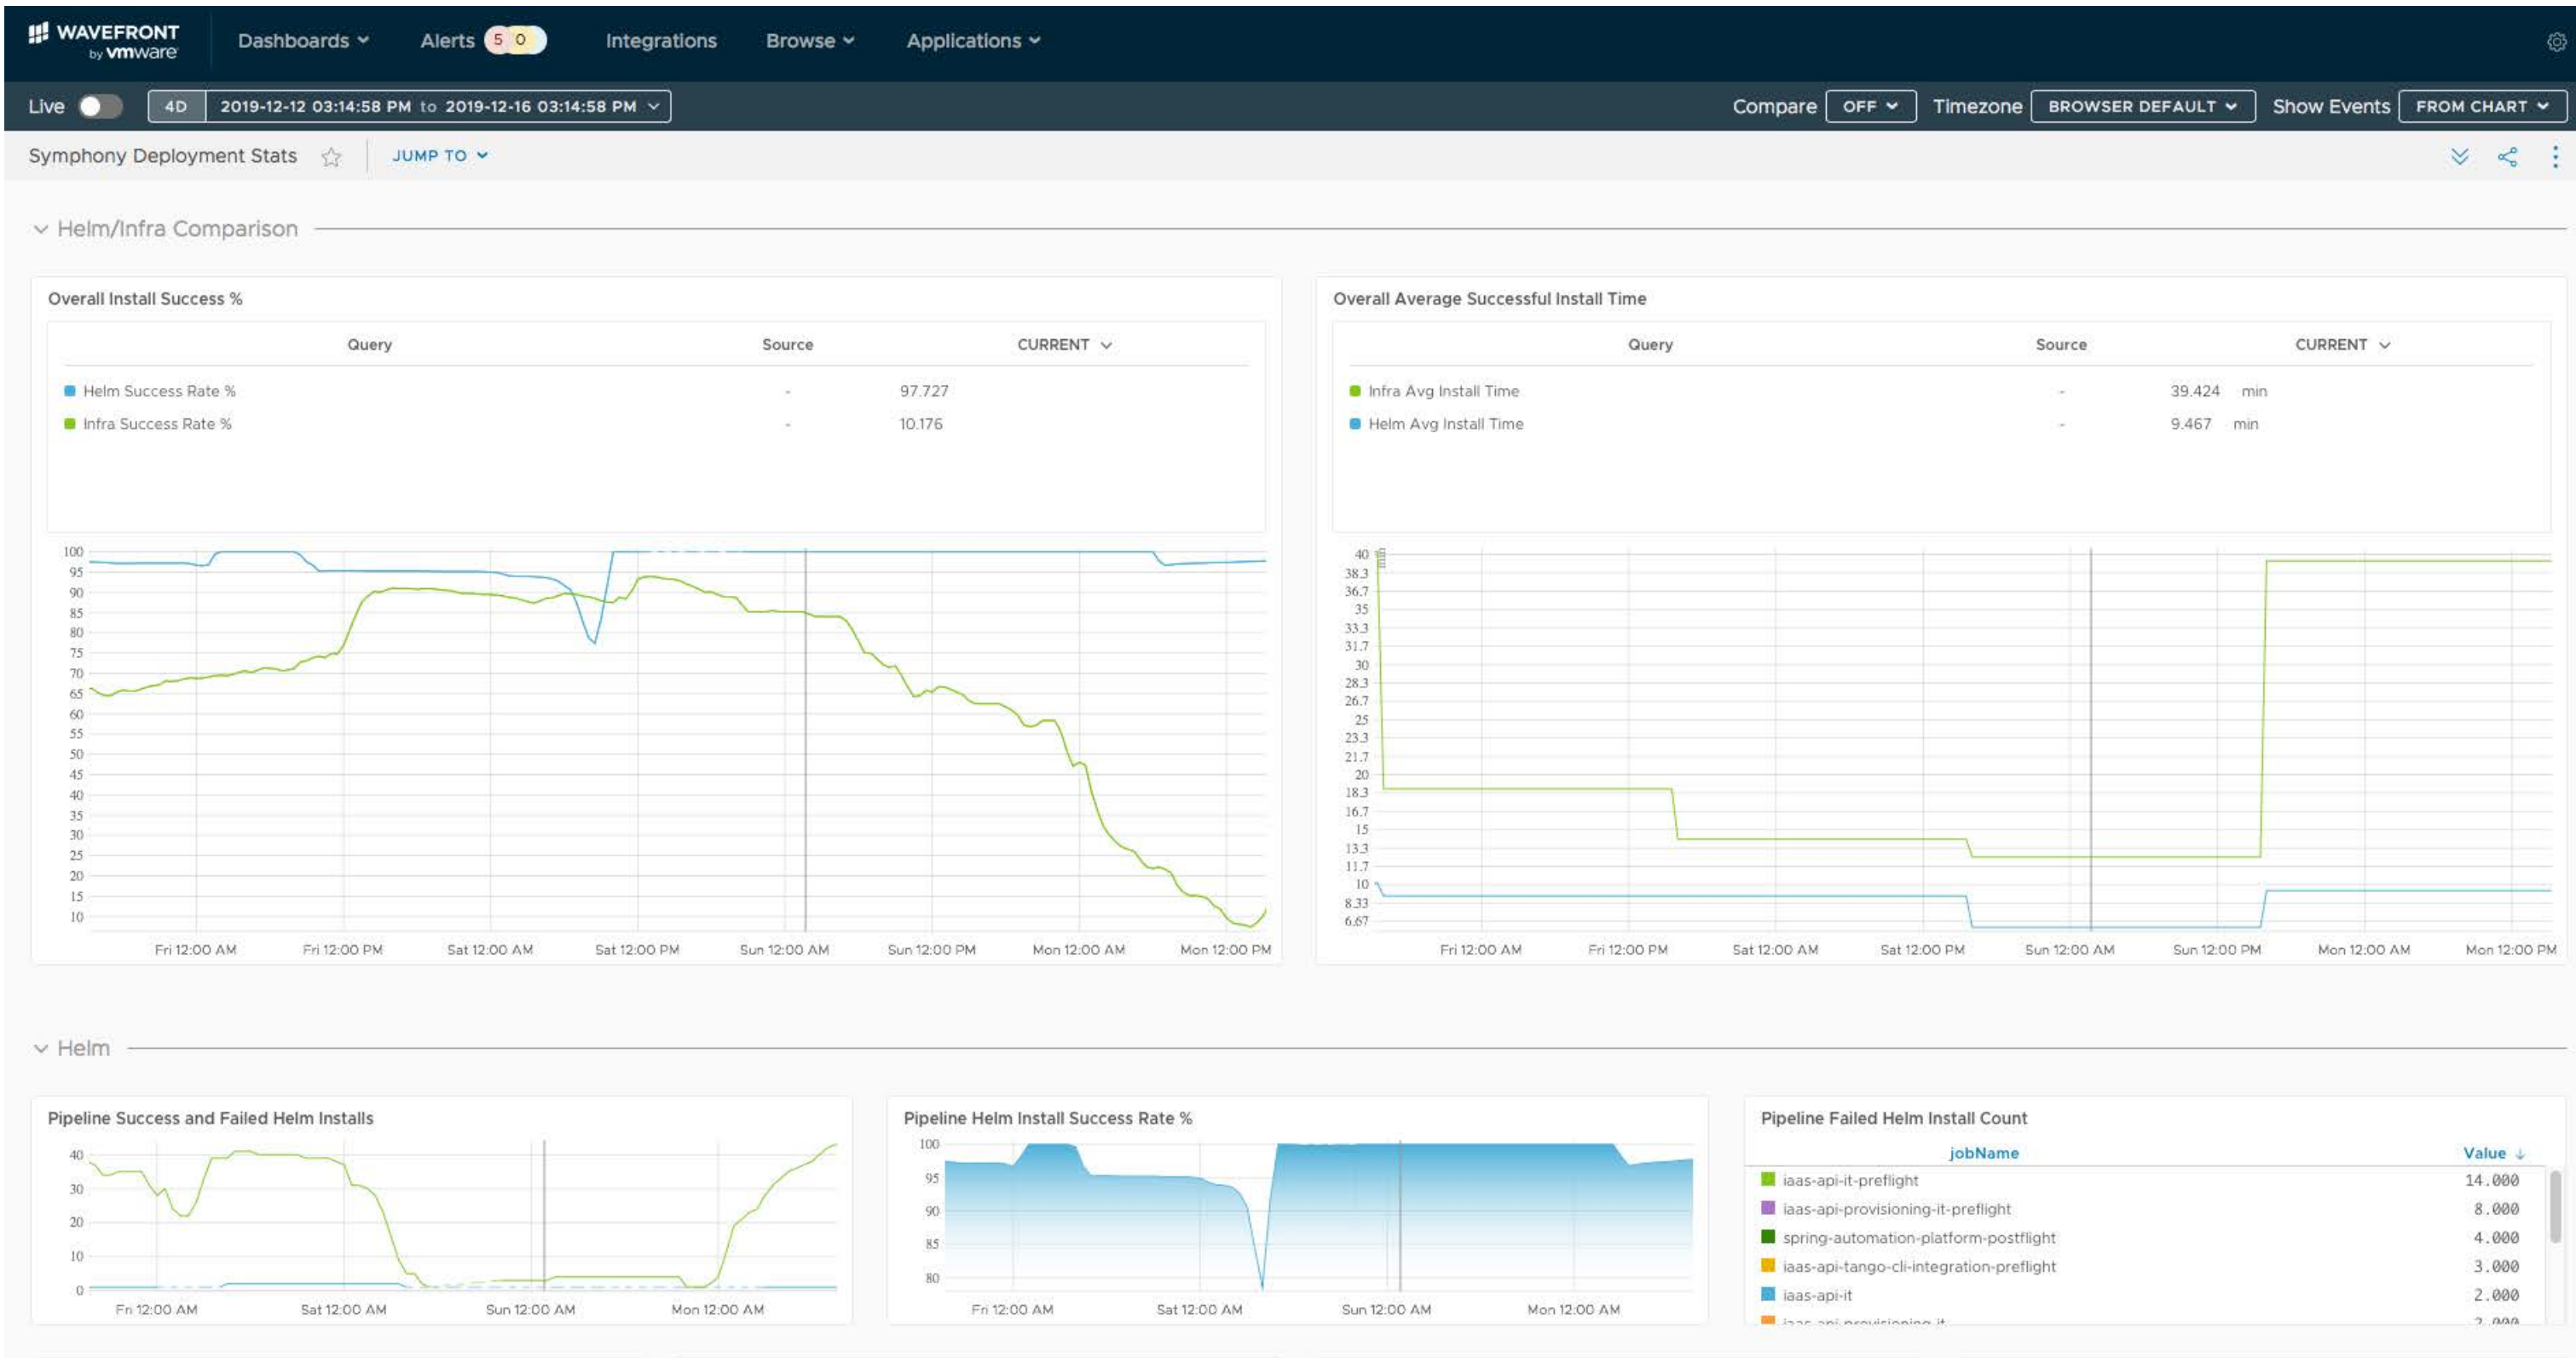 WAVEFRONT
by vmware
Dashboards
Alerts 5 0
Integrations
Browse
Applications
Live
4D 2019-12-12 03:14:58 PM to 2019-12-16 03:14:58 PM
Compare OFF
Timezone BROWSER DEFAULT
Show Events FROM CHART
Symphony Deployment Stats
JUMP TO
Helm/Infra Comparison
Overall Install Success %
Query Source CURRENT
Helm Success Rate % - 97.727
Infra Success Rate % - 10.176
100
95
90
85
80
75
70
65
60
55
50
45
40
35
30
25
20
15
10
Fri 12:00 AM Fri 12:00 PM Sat 12:00 AM Sat 12:00 PM Sun 12:00 AM Sun 12:00 PM Mon 12:00 AM Mon 12:00 PM
Overall Average Successful Install Time
Query Source CURRENT
Infra Avg Install Time - 39.424 min
Helm Avg Install Time - 9.467 min
min
40
38.3
36.7
35
33.3
31.7
30
28.3
26.7
25
23.3
21.7
20
18.3
16.7
15
13.3
11.7
10
8.33
6.67
Fri 12:00 AM Fri 12:00 PM Sat 12:00 AM Sat 12:00 PM Sun 12:00 AM Sun 12:00 PM Mon 12:00 AM Mon 12:00 PM
Helm
Pipeline Success and Failed Helm Installs
40
30
20
10
0
Fri 12:00 AM Sat 12:00 AM Sun 12:00 AM Mon 12:00 AM
Pipeline Helm Install Success Rate %
100
95
90
85
80
Fri 12:00 AM Sat 12:00 AM Sun 12:00 AM Mon 12:00 AM
Pipeline Failed Helm Install Count
jobName Value ↓
iaas-api-it-preflight 14.000
iaas-api-provisioning-it-preflight 8.000
spring-automation-platform-postflight 4.000
iaas-api-tango-cli-integration-preflight 3.000
iaas-api-it 2.000
iaas-api-provisioning-it 2.000